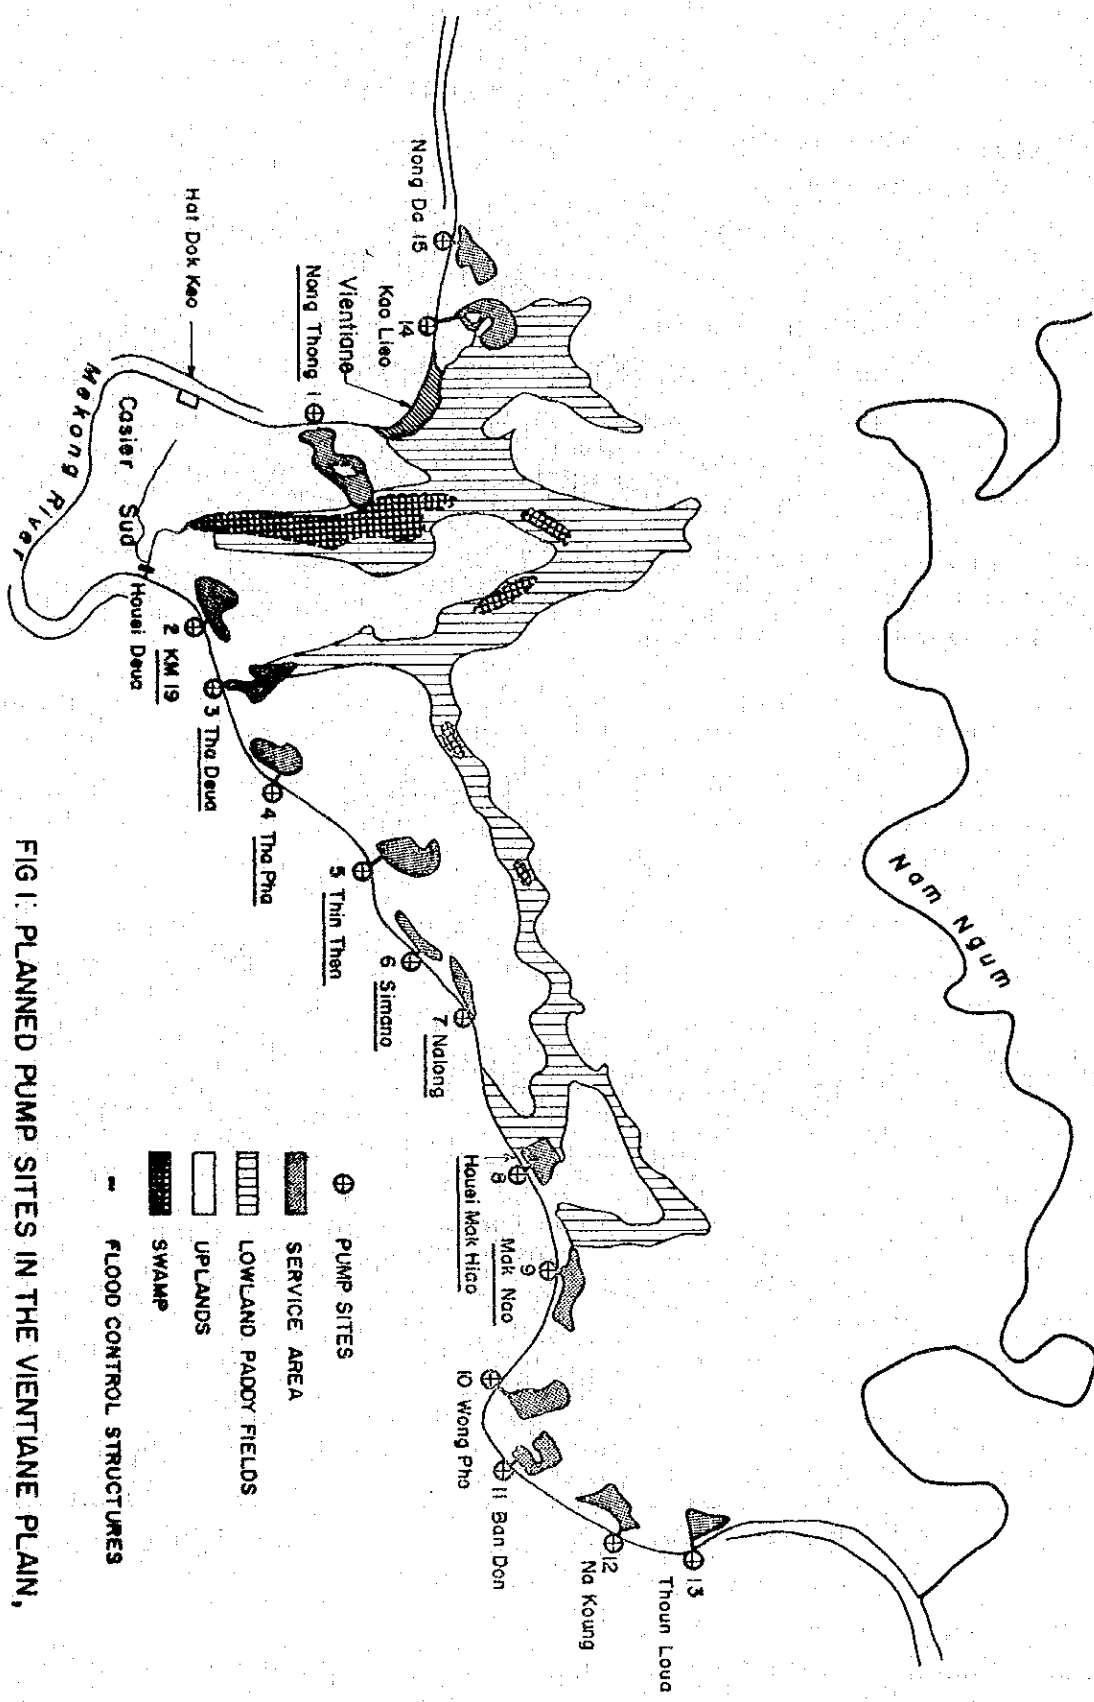 Nong Da 15
Kao Lieo
14
Vientiane
Nong Thong 1
Hat Dok Keo
Mekong River
Casier Sud
Houei Deua
2 KM 19
3 Tha Deua
4 Tha Pha
5 Thin Then
6
Simano
7 Nalong
8
Houei Mak Hiao
9
Mak Nao
10 Wong Pho
11 Ban Don
12
Na Koung
13
Thoun Loua
Nam Ngum
PUMP SITES
SERVICE AREA
LOWLAND PADDY FIELDS
UPLANDS
SWAMP
FLOOD CONTROL STRUCTURES
FIG 1: PLANNED PUMP SITES IN THE VIENTIANE PLAIN,